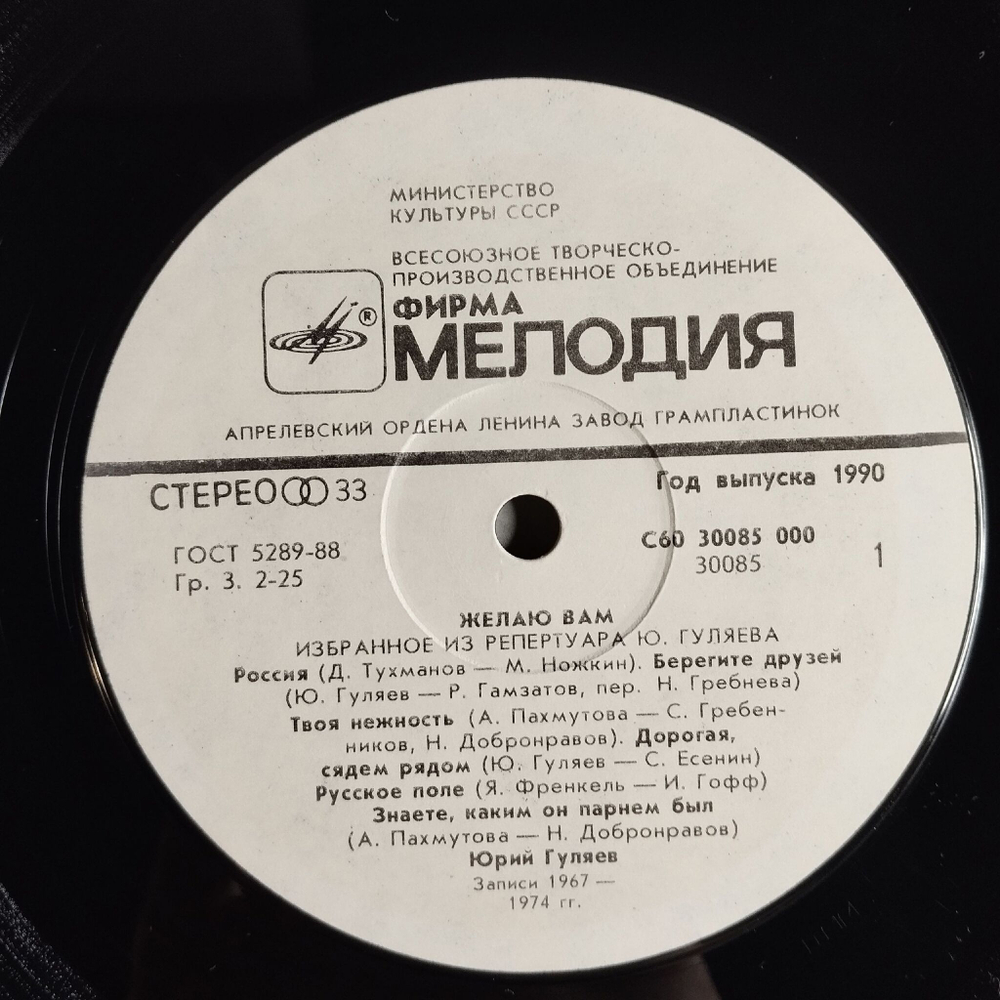 МИНИСТЕРСТВО
КУЛЬТУРЫ СССР
ВСЕСОЮЗНОЕ ТВОРЧЕСКО-
ПРОИЗВОДСТВЕННОЕ ОБЪЕДИНЕНИЕ
®
ФИРМА
МЕЛОДИЯ
АПРЕЛЕВСКИЙ ОРДЕНА ЛЕНИНА ЗАВОД ГРАМПЛАСТИНОК
СТЕРЕО 33
Год выпуска 1990
ГОСТ 5289-88
Гр. 3. 2-25
С60 30085 000
30085
1
ЖЕЛАЮ ВАМ
ИЗБРАННОЕ ИЗ РЕПЕРТУАРА Ю. ГУЛЯЕВА
Россия (Д. Тухманов — М. Ножкин). Берегите друзей
(Ю. Гуляев — Р. Гамзатов, пер. Н. Гребнева)
Твоя нежность (А. Пахмутова — С. Гребен-
ников, Н. Добронравов). Дорогая,
сядем рядом (Ю. Гуляев — С. Есенин)
Русское поле (Я. Френкель — И. Гофф)
Знаете, каким он парнем был
(А. Пахмутова — Н. Добронравов)
Юрий Гуляев
Записи 1967 —
1974 гг.